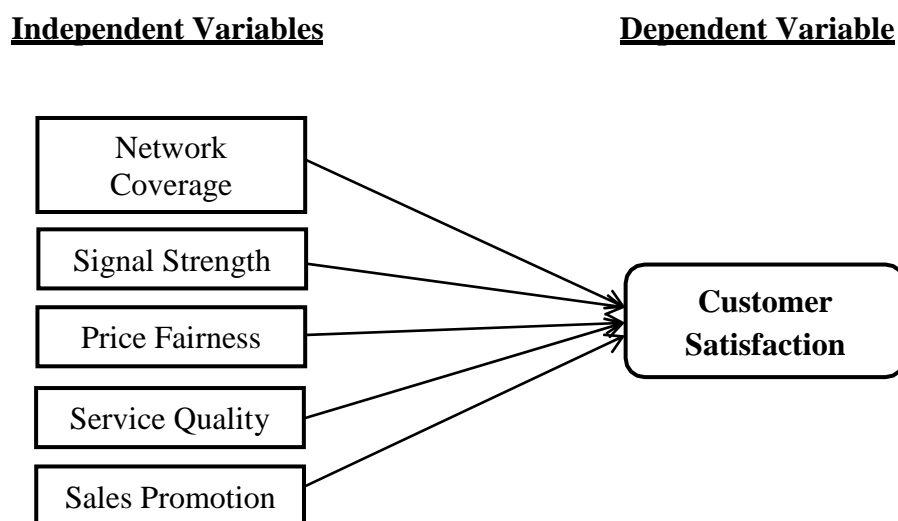 Independent Variables
Dependent Variable
Network
Coverage
Signal Strength
Price Fairness
Service Quality
Sales Promotion
Customer
Satisfaction